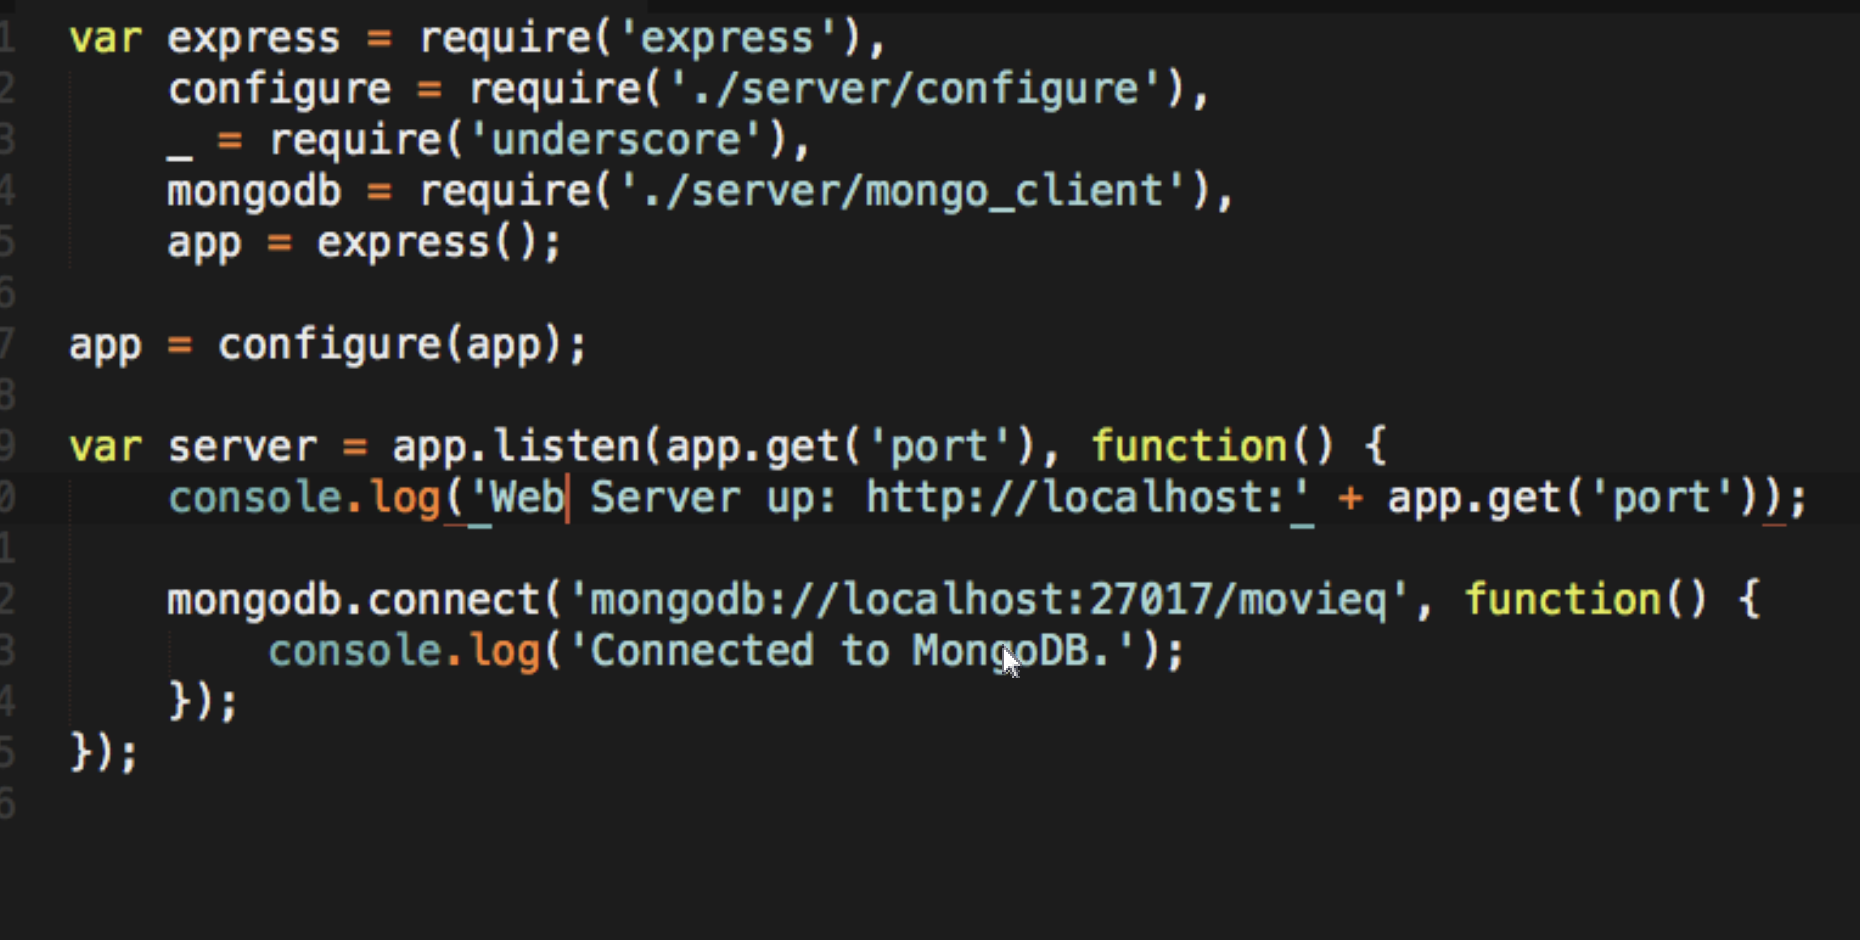 1 var express = require('express'),
2 configure = require('./server/configure'),
3 _ = require('underscore'),
4 mongodb = require('./server/mongo_client'),
5 app = express();
6
7 app = configure(app);
8
9 var server = app.listen(app.get('port'), function() {
0 console.log('Web Server up: http://localhost:' + app.get('port'));
1
2 mongodb.connect('mongodb://localhost:27017/movieq', function() {
3 console.log('Connected to MongoDB.');
4 });
5 });
6